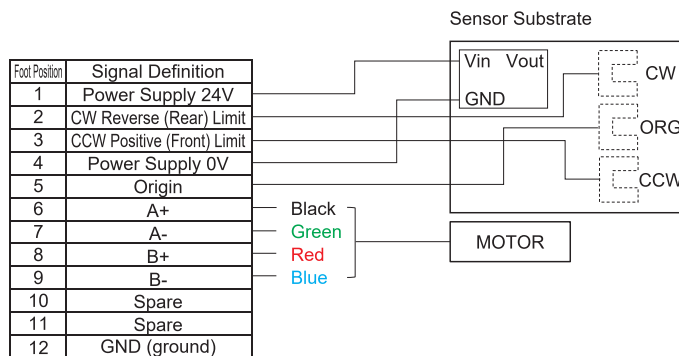 Sensor Substrate
Foot Position Signal Definition
1 Power Supply 24V
2 CW Reverse (Rear) Limit
3 CCW Positive (Front) Limit
4 Power Supply 0V
5 Origin
6 A+ Black
7 A- Green
8 B+ Red
9 B- Blue
10 Spare
11 Spare
12 GND (ground)
Vin Vout
GND
CW
ORG
CCW
MOTOR